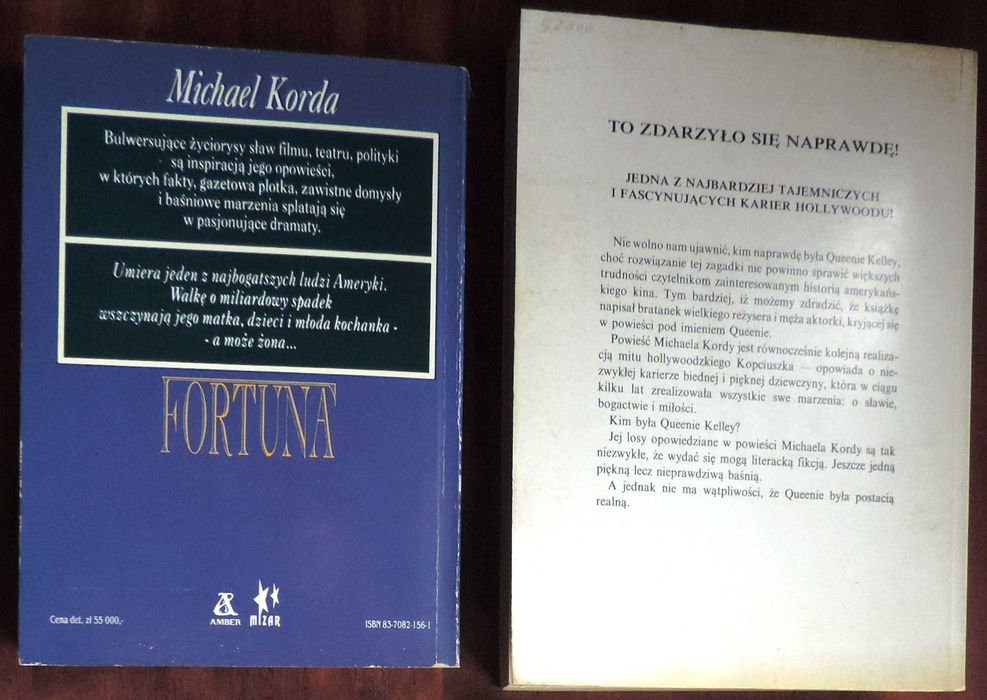 Michael Korda
Bulwersujące życiorysy sław filmu, teatru, polityki
są inspiracją jego opowieści,
w których fakty, gazetowa plotka, zawistne domysły
i baśniowe marzenia splatają się
w pasjonujące dramaty.
Umiera jeden z najbogatszych ludzi Ameryki.
Walkę o miliardowy spadek
wszczynają jego matka, dzieci i młoda kochanka -
- a może żona...
FORTUNA
Cena det. zł 55 000,-
AMBER
MIZAR
ISBN 83-7082-156-1
TO ZDARZYŁO SIĘ NAPRAWDĘ!
JEDNA Z NAJBARDZIEJ TAJEMNICZYCH
I FASCYNUJĄCYCH KARIER HOLLYWOODU!
Nie wolno nam ujawnić, kim naprawdę była Queenie Kelley,
choć rozwiązanie tej zagadki nie powinno sprawić większych
trudności czytelnikom zainteresowanym historią amerykańs-
kiego kina. Tym bardziej, iż możemy zdradzić, że książkę
napisał bratanek wielkiego reżysera i męża aktorki, kryjącej się
w powieści pod imieniem Queenie.
Powieść Michaela Kordy jest równocześnie kolejną realiza-
cją mitu hollywoodzkiego Kopciuszka — opowiada o nie-
zwykłej karierze biednej i pięknej dziewczyny, która w ciągu
kilku lat zrealizowała wszystkie swe marzenia: o sławie,
bogactwie i miłości.
Kim była Queenie Kelley?
Jej losy opowiedziane w powieści Michaela Kordy są tak
niezwykłe, że wydać się mogą literacką fikcją. Jeszcze jedną
piękną lecz nieprawdziwą baśnią.
A jednak nie ma wątpliwości, że Queenie była postacią
realną.